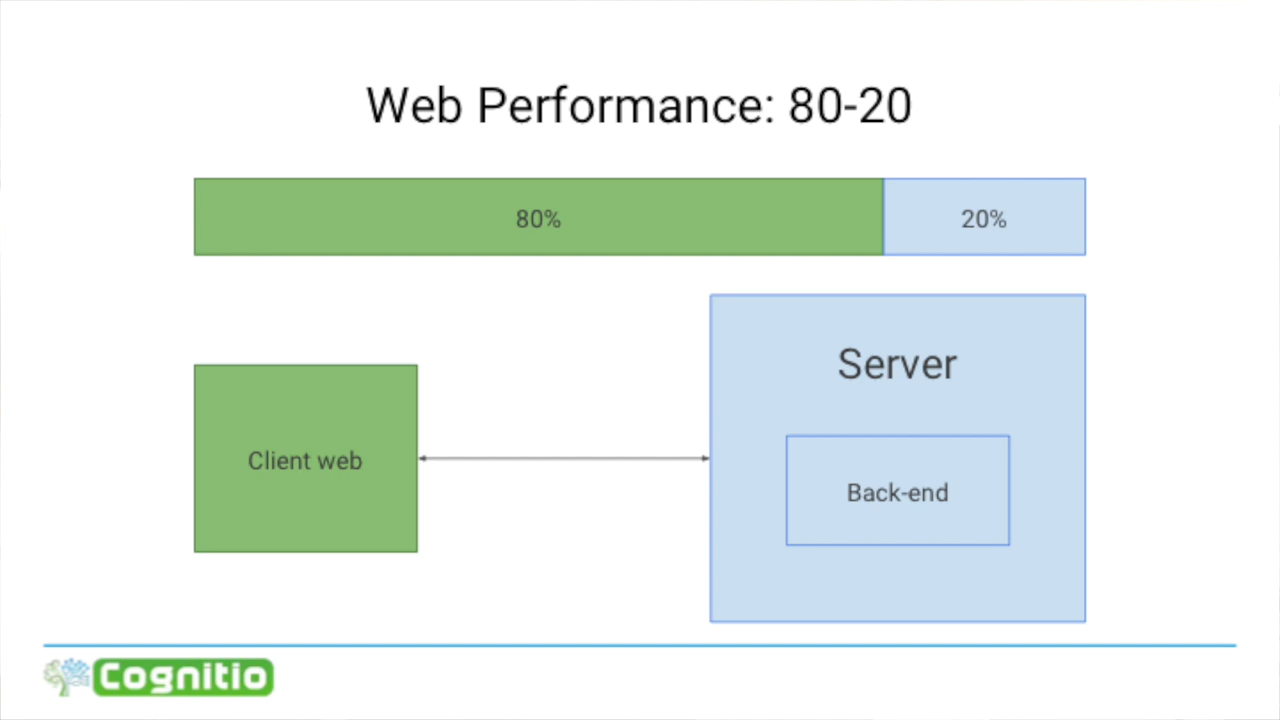 Web Performance: 80-20
80%
20%
Server
Client web
Back-end
Cognitio